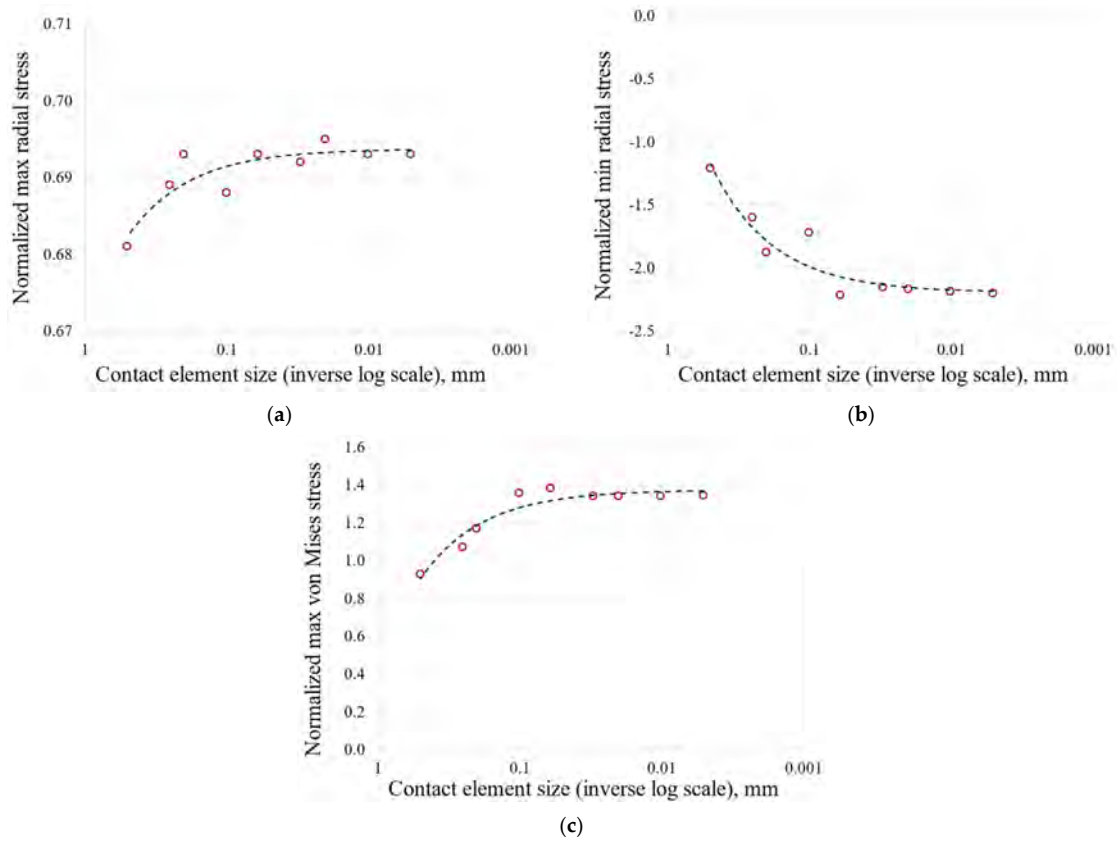 Normalized max radial stress
0.71
0.70
0.69
0.68
0.67
1 0.1 0.01 0.001
Contact element size (inverse log scale), mm
(a)
Normalized min radial stress
0.0
-0.5
-1.0
-1.5
-2.0
-2.5
1 0.1 0.01 0.001
Contact element size (inverse log scale), mm
(b)
Normalized max von Mises stress
1.6
1.4
1.2
1.0
0.8
0.6
0.4
0.2
0.0
1 0.1 0.01 0.001
Contact element size (inverse log scale), mm
(c)